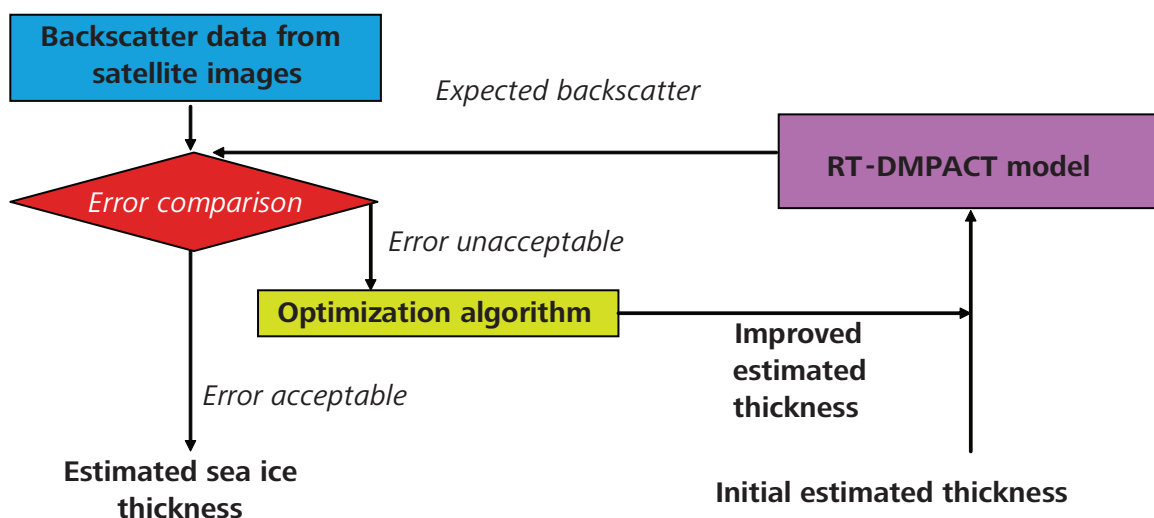 Backscatter data from
satellite images
Expected backscatter
RT-DMPACT model
Error comparison
Error unacceptable
Optimization algorithm
Improved
estimated
thickness
Error acceptable
Estimated sea ice
thickness
Initial estimated thickness